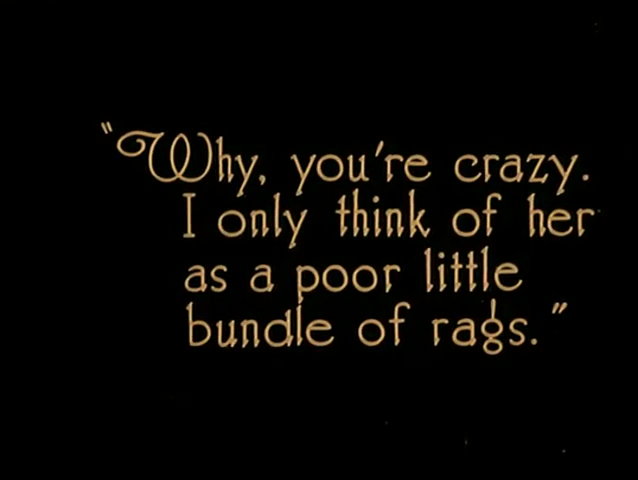 "Why, you're crazy.
I only think of her
as a poor little
bundle of rags."